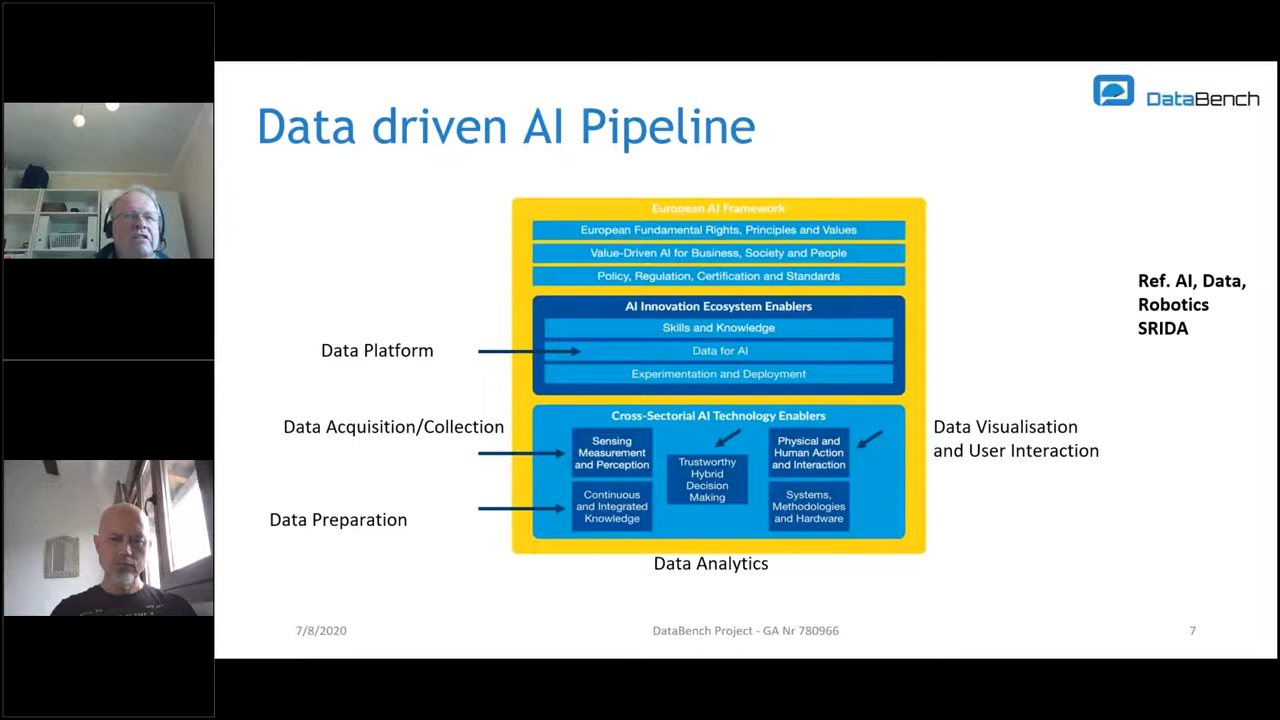 DataBench
Data driven AI Pipeline
European AI Framework
European Fundamental Rights, Principles and Values
Value-Driven AI for Business, Society and People
Policy, Regulation, Certification and Standards
AI Innovation Ecosystem Enablers
Skills and Knowledge
Data for AI
Experimentation and Deployment
Cross-Sectorial AI Technology Enablers
Sensing
Measurement
and Perception
Continuous
and Integrated
Knowledge
Trustworthy
Hybrid
Decision
Making
Physical and
Human Action
and Interaction
Systems,
Methodologies
and Hardware
Data Platform
Data Acquisition/Collection
Data Preparation
Data Analytics
Data Visualisation
and User Interaction
Ref. AI, Data,
Robotics
SRIDA
7/8/2020
DataBench Project - GA Nr 780966
7